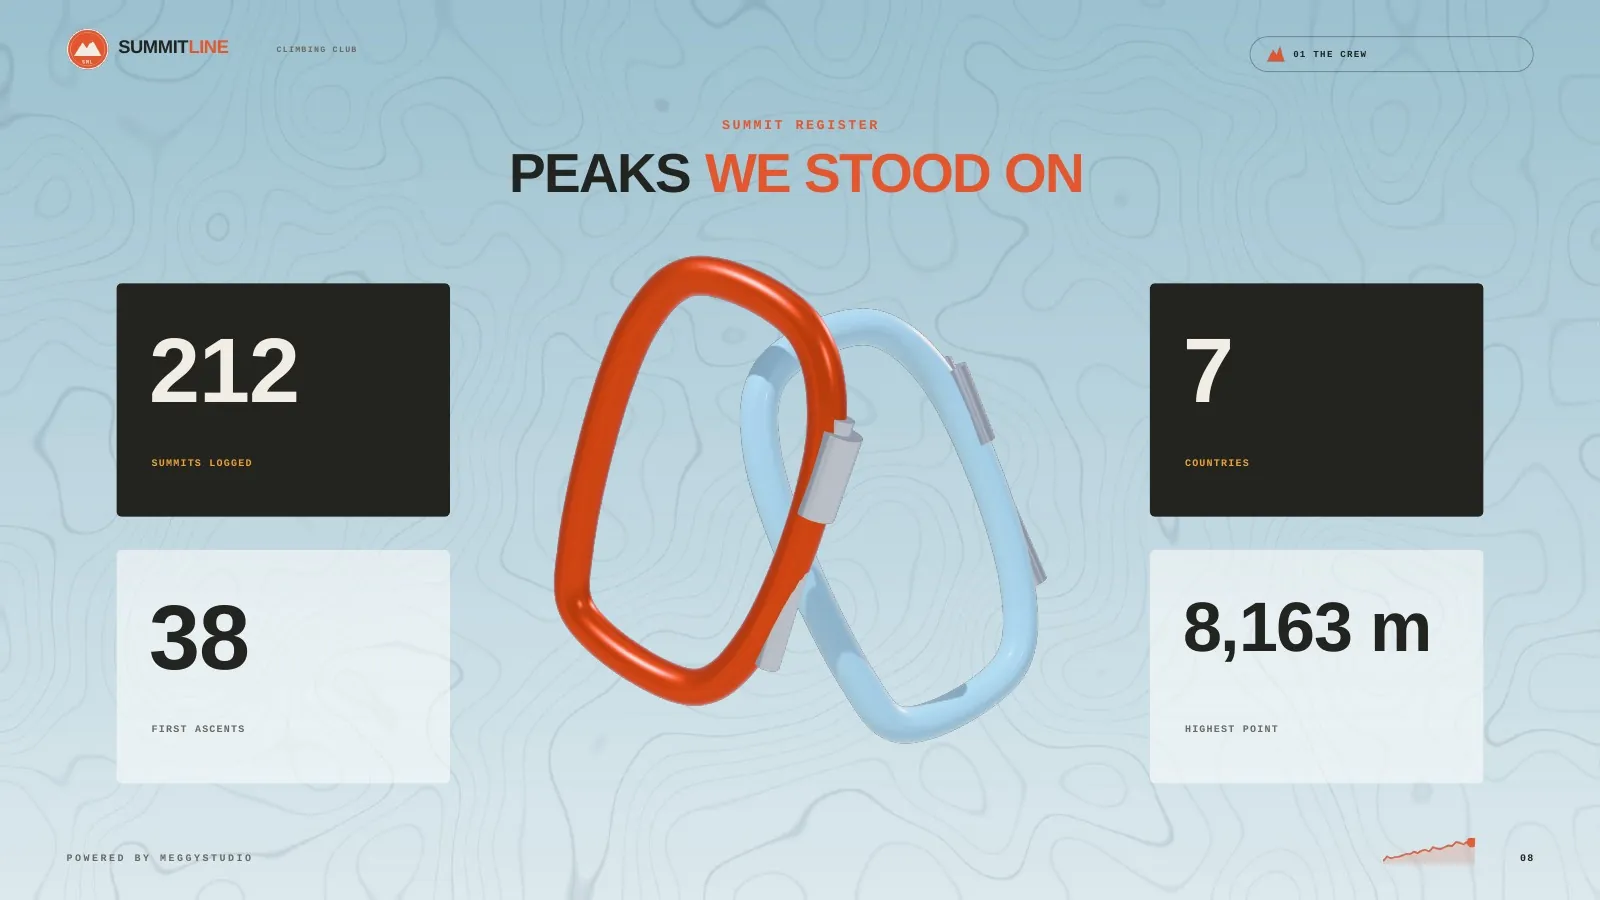 SUMMITLINE
CLIMBING CLUB
01 THE CREW
SUMMIT REGISTER
PEAKS WE STOOD ON
212
SUMMITS LOGGED
7
COUNTRIES
38
FIRST ASCENTS
8,163 m
HIGHEST POINT
POWERED BY MEGGYSTUDIO
08